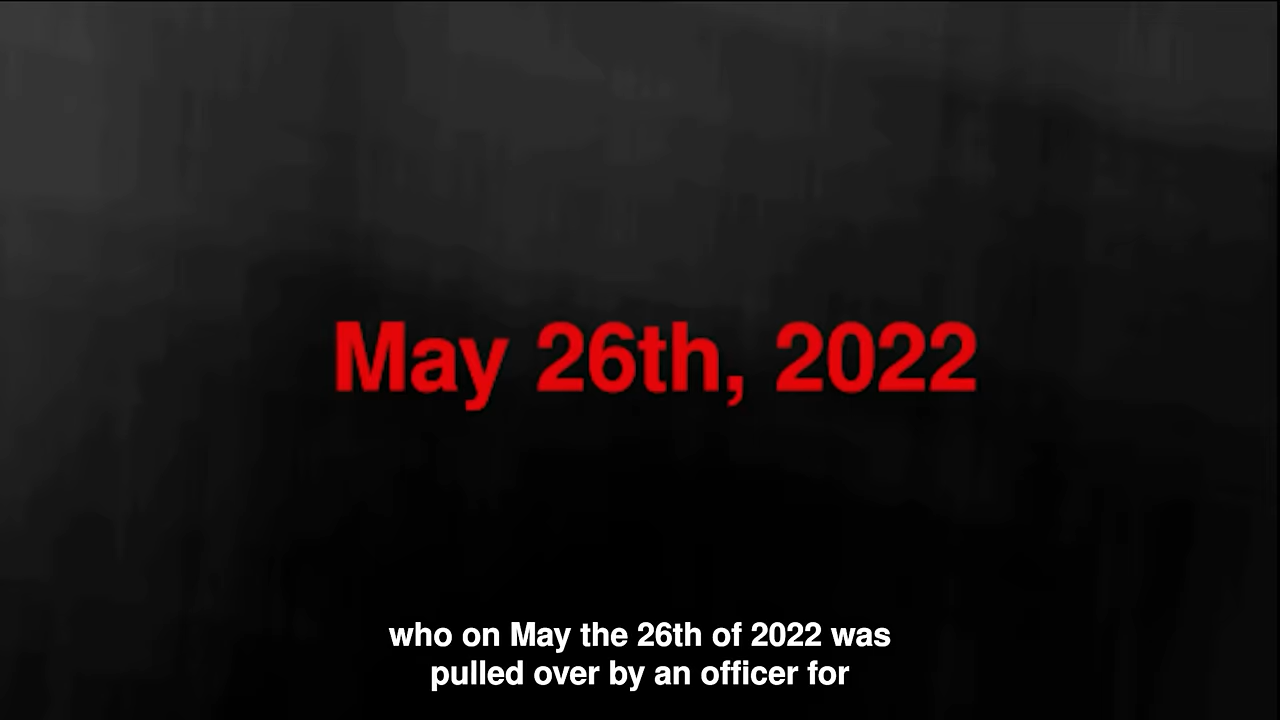 May 26th, 2022
who on May the 26th of 2022 was
pulled over by an officer for